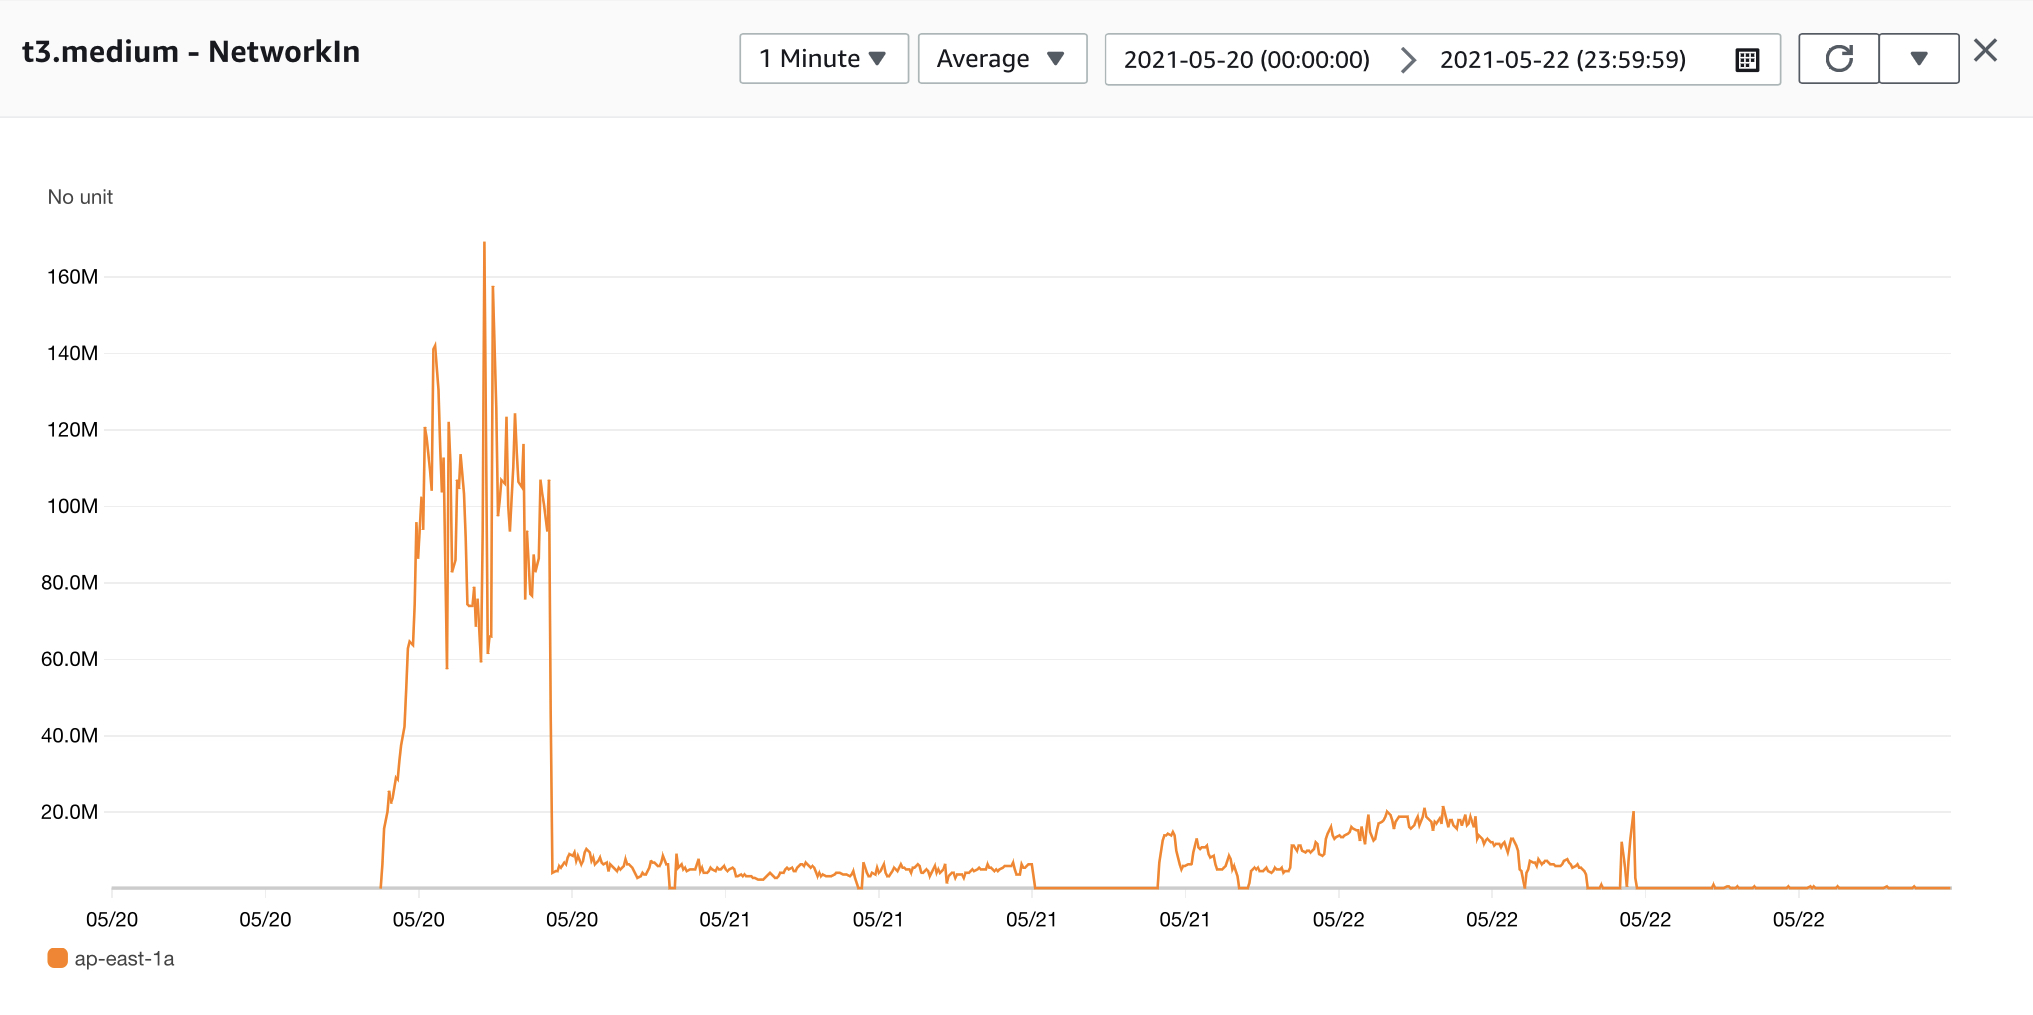 t3.medium - NetworkIn
1 Minute
Average
2021-05-20 (00:00:00)
2021-05-22 (23:59:59)
No unit
160M
140M
120M
100M
80.0M
60.0M
40.0M
20.0M
05/20 05/20 05/20 05/20 05/21 05/21 05/21 05/21 05/22 05/22 05/22 05/22
ap-east-1a